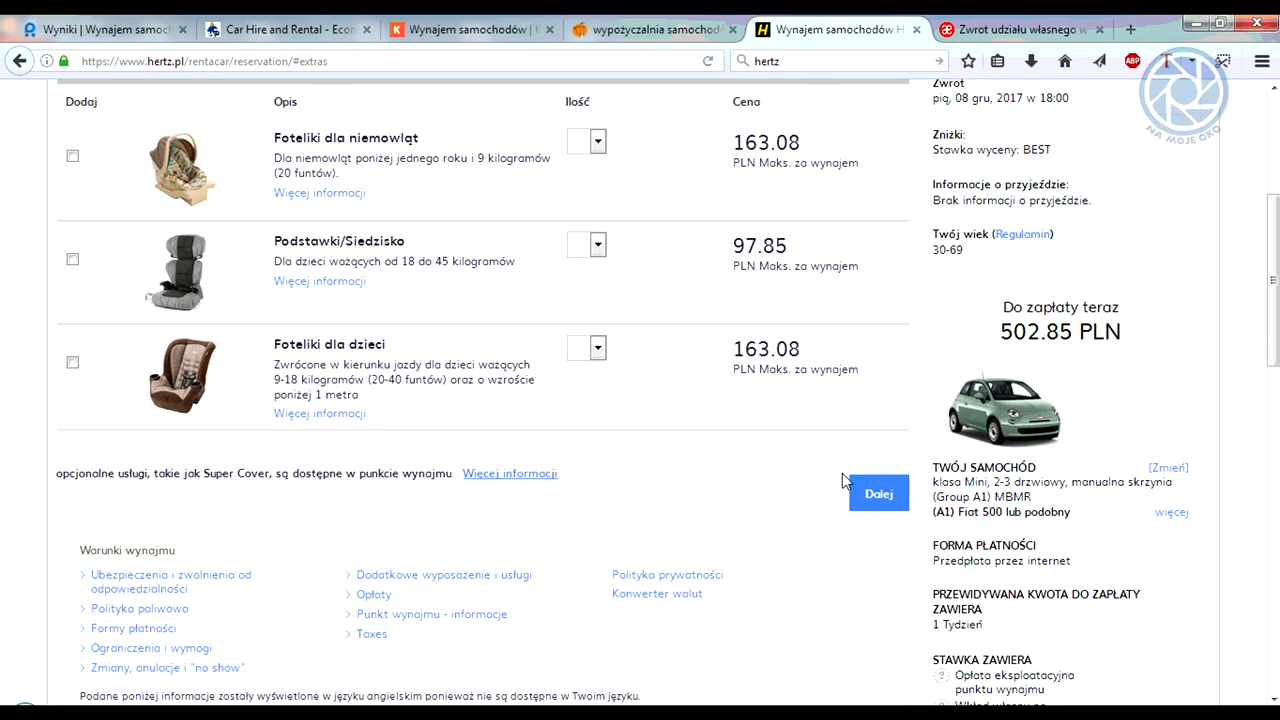 Wyniki | Wynajem samoch
Car Hire and Rental - Econ
Wynajem samochodów |
wypożyczalnia samochod
Wynajem samochodów H
Zwrot udziału własnego w
https://www.hertz.pl/rentacar/reservation/#extras
hertz
ABP
NA MOJE OKO
Dodaj Opis Ilość Cena
Foteliki dla niemowląt
Dla niemowląt poniżej jednego roku i 9 kilogramów
(20 funtów).
Więcej informacji
163.08
PLN Maks. za wynajem
Podstawki/Siedzisko
Dla dzieci ważących od 18 do 45 kilogramów
Więcej informacji
97.85
PLN Maks. za wynajem
Foteliki dla dzieci
Zwrócone w kierunku jazdy dla dzieci ważących
9-18 kilogramów (20-40 funtów) oraz o wzroście
poniżej 1 metra
Więcej informacji
163.08
PLN Maks. za wynajem
opcjonalne usługi, takie jak Super Cover, są dostępne w punkcie wynajmu Więcej informacji
Dalej
Warunki wynajmu
Ubezpieczenia i zwolnienia od
odpowiedzialności
Polityka paliwowa
Formy płatności
Ograniczenia i wymogi
Zmiany, anulacje i "no show"
Dodatkowe wyposażenie i usługi
Opłaty
Punkt wynajmu - informacje
Taxes
Polityka prywatności
Konwerter walut
Podane poniżej informacje zostały wyświetlone w języku angielskim ponieważ nie są dostępne w Twoim języku.
Zwrot
pią, 08 gru, 2017 w 18:00
Zniżki:
Stawka wyceny: BEST
Informacje o przyjeździe:
Brak informacji o przyjeździe.
Twój wiek (Regulamin)
30-69
Do zapłaty teraz
502.85 PLN
TWÓJ SAMOCHÓD [Zmień]
klasa Mini, 2-3 drzwiowy, manualna skrzynia
(Group A1) MBMR
(A1) Fiat 500 lub podobny więcej
FORMA PŁATNOŚCI
Przedpłata przez internet
PRZEWIDYWANA KWOTA DO ZAPŁATY
ZAWIERA
1 Tydzień
STAWKA ZAWIERA
? Opłata eksploatacyjna
punktu wynajmu